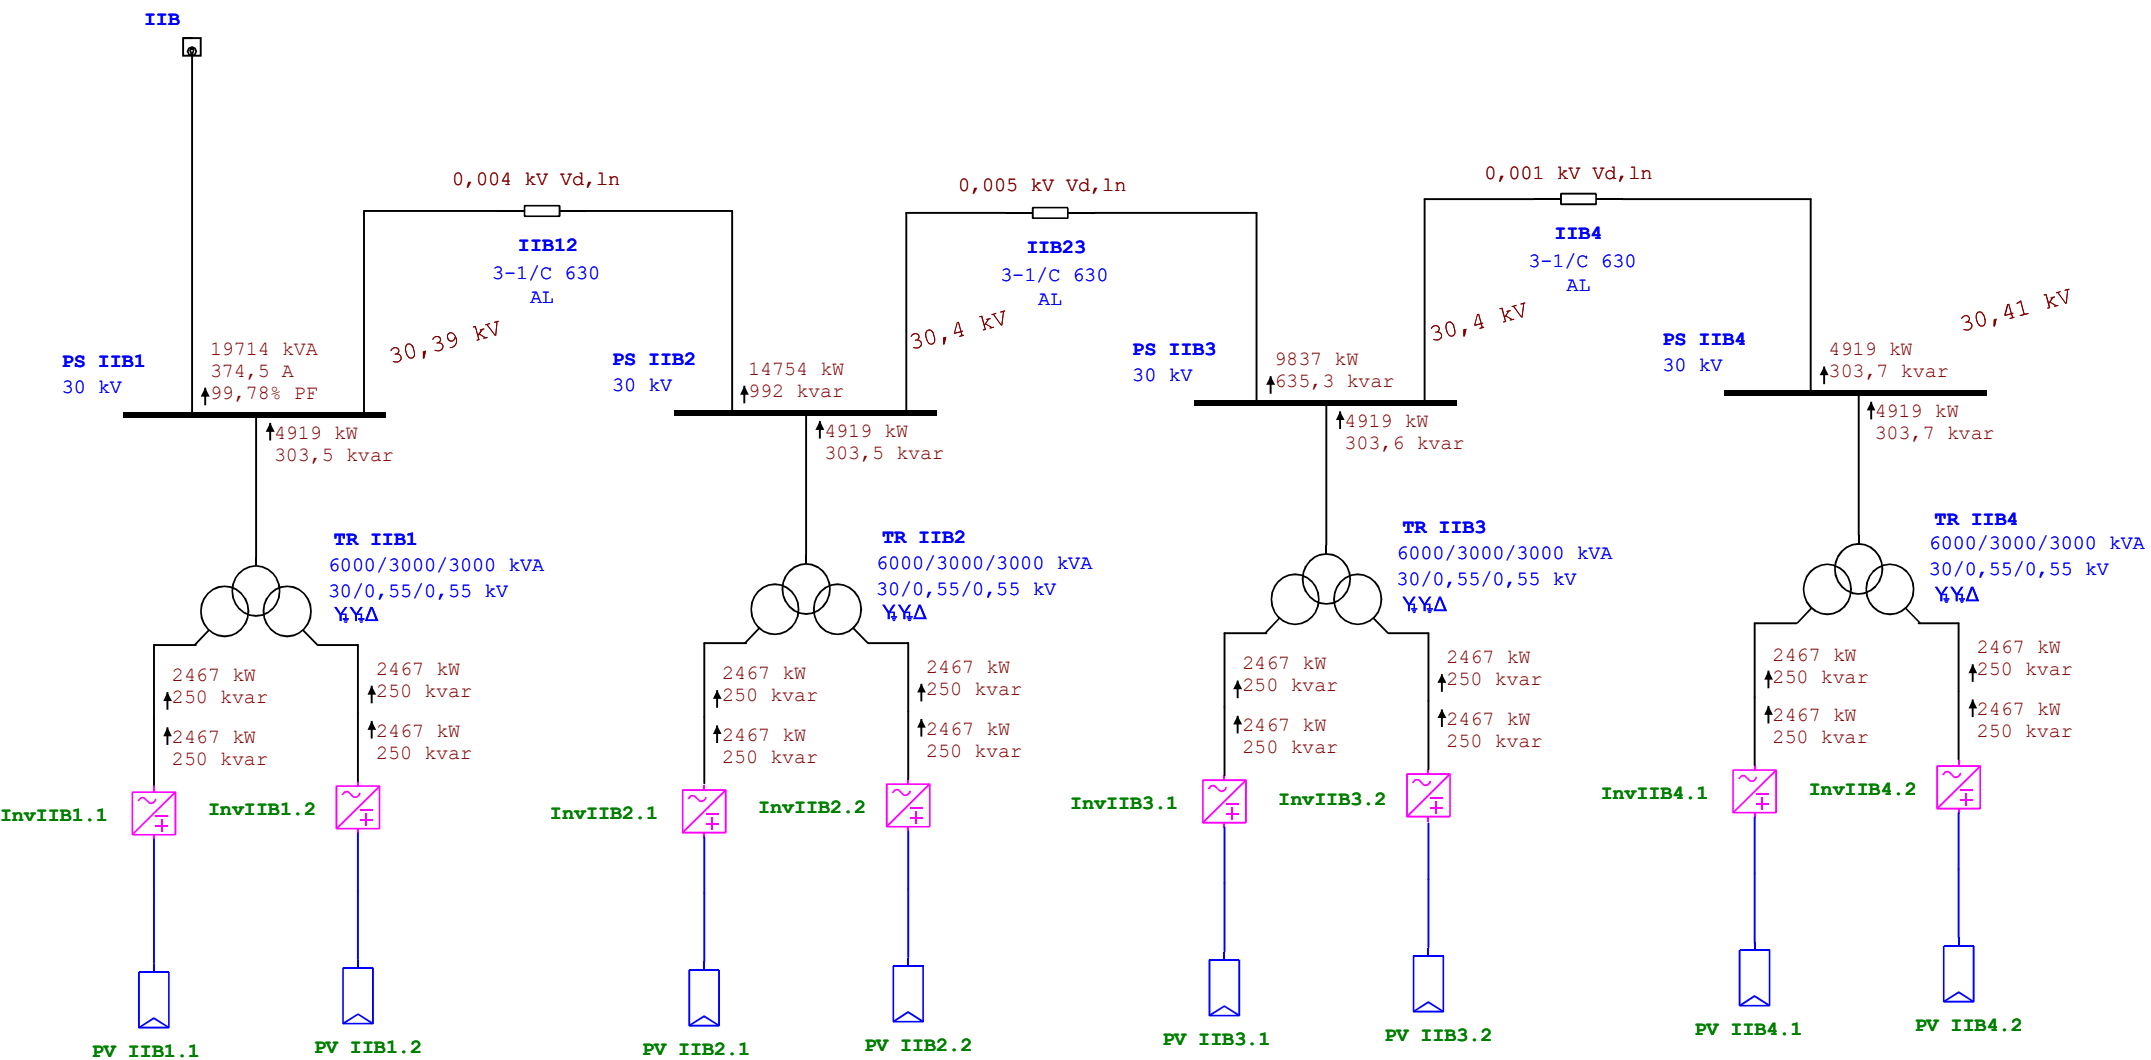 IIB
0,004 kV Vd,ln
IIB12
3-1/C 630
AL
0,005 kV Vd,ln
IIB23
3-1/C 630
AL
0,001 kV Vd,ln
IIB4
3-1/C 630
AL
PS IIB1
30 kV
19714 kVA
374,5 A
99,78% PF
30,39 kV
4919 kW
303,5 kvar
PS IIB2
30 kV
14754 kW
992 kvar
30,4 kV
4919 kW
303,5 kvar
PS IIB3
30 kV
9837 kW
635,3 kvar
30,4 kV
4919 kW
303,6 kvar
PS IIB4
30 kV
4919 kW
303,7 kvar
30,41 kV
4919 kW
303,7 kvar
TR IIB1
6000/3000/3000 kVA
30/0,55/0,55 kV
TR IIB2
6000/3000/3000 kVA
30/0,55/0,55 kV
TR IIB3
6000/3000/3000 kVA
30/0,55/0,55 kV
TR IIB4
6000/3000/3000 kVA
30/0,55/0,55 kV
2467 kW
250 kvar
2467 kW
250 kvar
2467 kW
250 kvar
2467 kW
250 kvar
2467 kW
250 kvar
2467 kW
250 kvar
2467 kW
250 kvar
2467 kW
250 kvar
2467 kW
250 kvar
2467 kW
250 kvar
2467 kW
250 kvar
2467 kW
250 kvar
2467 kW
250 kvar
2467 kW
250 kvar
2467 kW
250 kvar
2467 kW
250 kvar
InvIIB1.1
InvIIB1.2
InvIIB2.1
InvIIB2.2
InvIIB3.1
InvIIB3.2
InvIIB4.1
InvIIB4.2
PV IIB1.1
PV IIB1.2
PV IIB2.1
PV IIB2.2
PV IIB3.1
PV IIB3.2
PV IIB4.1
PV IIB4.2